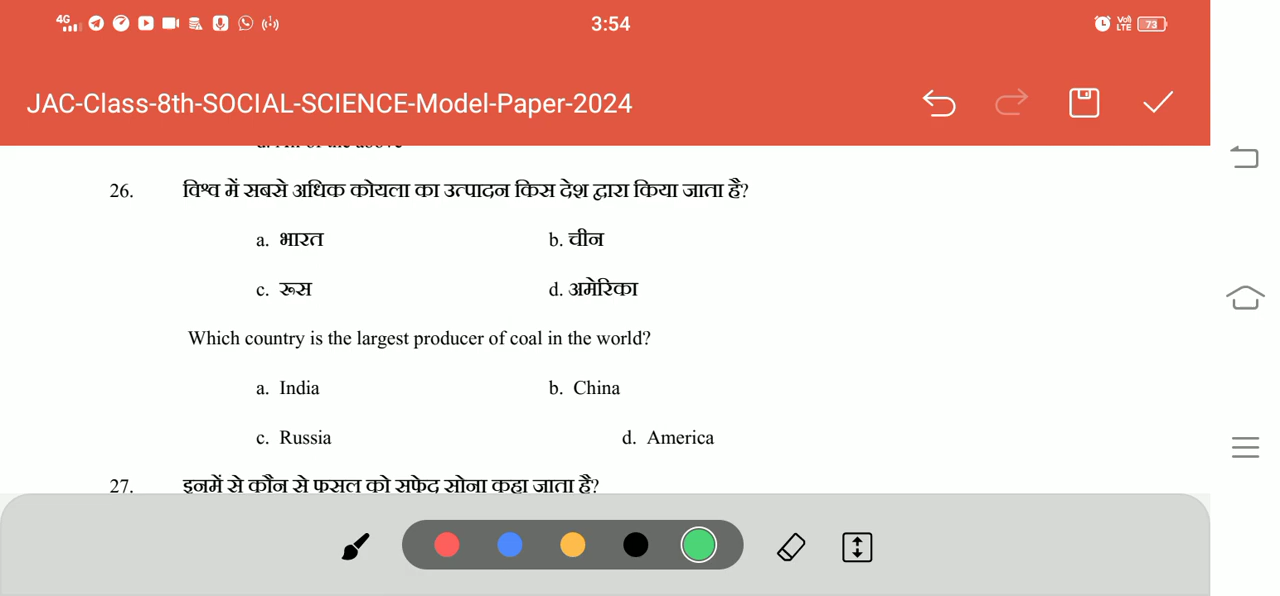 4G 3:54 Vol) LTE 73
JAC-Class-8th-SOCIAL-SCIENCE-Model-Paper-2024
26. विश्व में सबसे अधिक कोयला का उत्पादन किस देश द्वारा किया जाता है?
a. भारत b. चीन
c. रूस d. अमेरिका
Which country is the largest producer of coal in the world?
a. India b. China
c. Russia d. America
27. इनमें से कौन से फसल को सफेद सोना कहा जाता है?